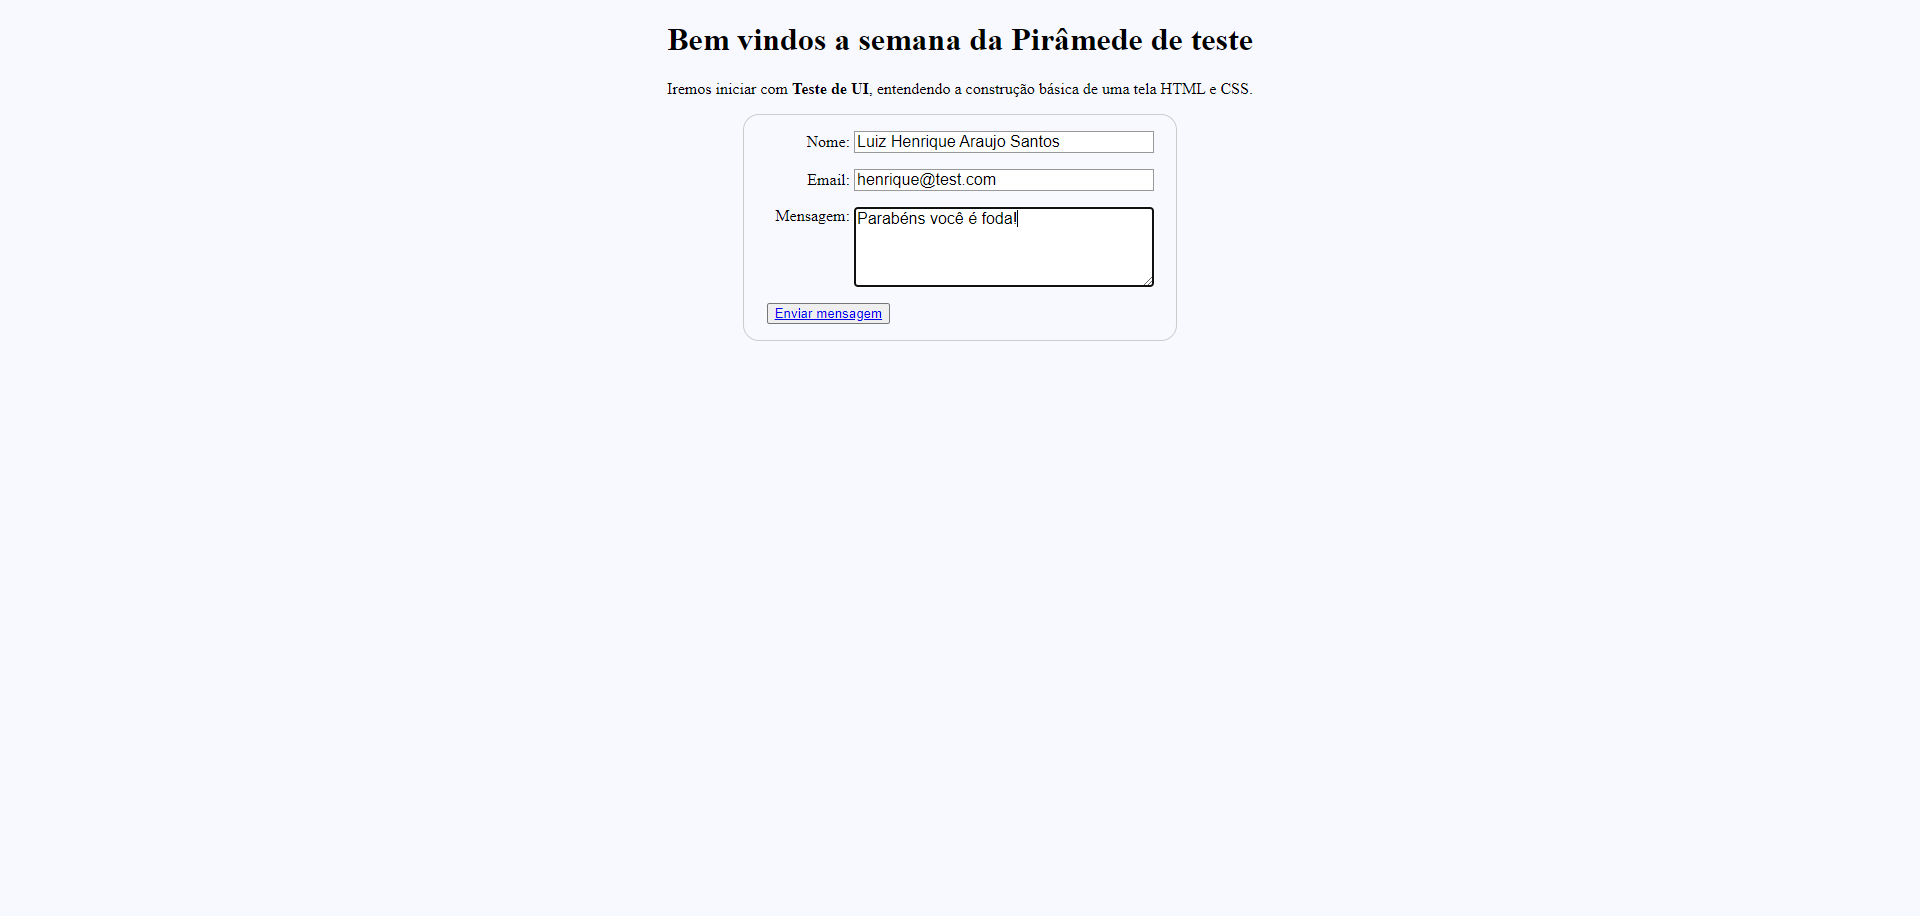 Bem vindos a semana da Pirâmede de teste
Iremos iniciar com Teste de UI, entendendo a construção básica de uma tela HTML e CSS.
Nome: Luiz Henrique Araujo Santos
Email: henrique@test.com
Mensagem: Parabéns você é foda!
Enviar mensagem